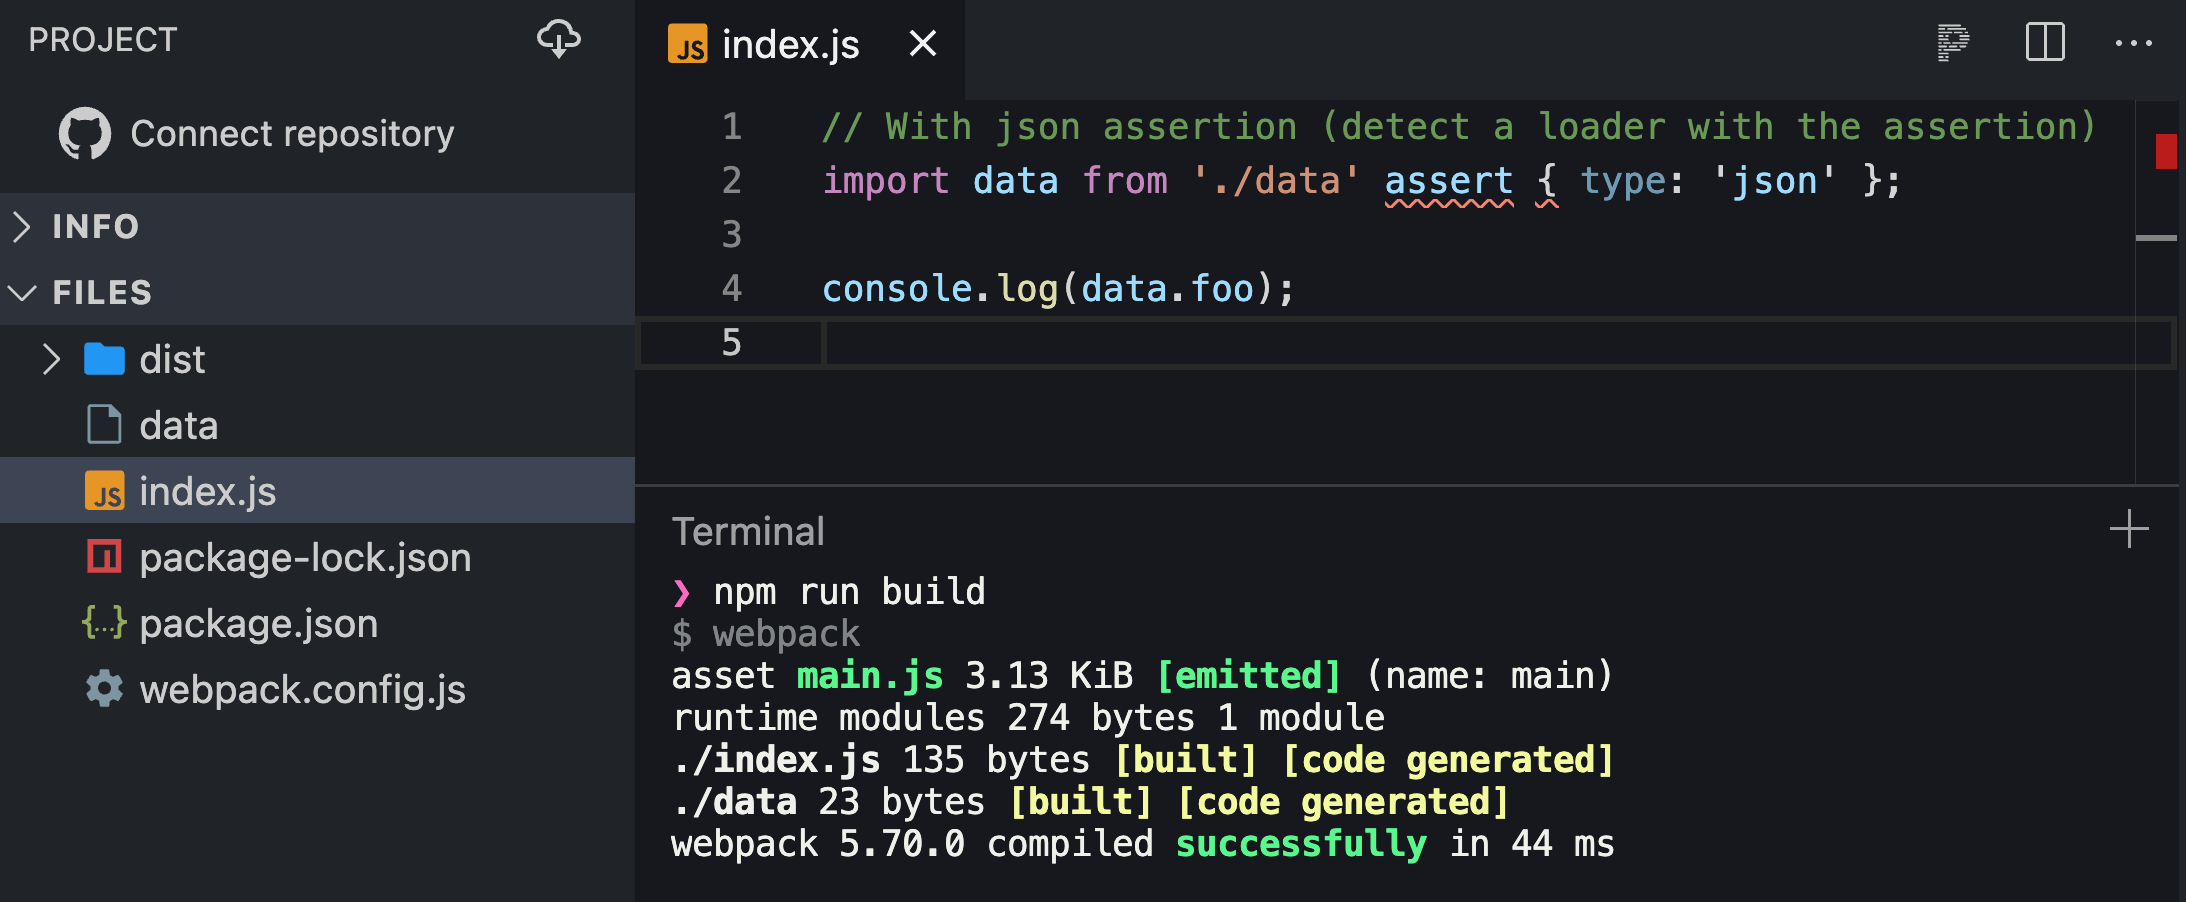 PROJECT
Connect repository
INFO
FILES
dist
data
JS index.js
package-lock.json
{...} package.json
webpack.config.js
JS index.js
1 // With json assertion (detect a loader with the assertion)
2 import data from './data' assert { type: 'json' };
3
4 console.log(data.foo);
5
Terminal
❯ npm run build
$ webpack
asset main.js 3.13 KiB [emitted] (name: main)
runtime modules 274 bytes 1 module
./index.js 135 bytes [built] [code generated]
./data 23 bytes [built] [code generated]
webpack 5.70.0 compiled successfully in 44 ms